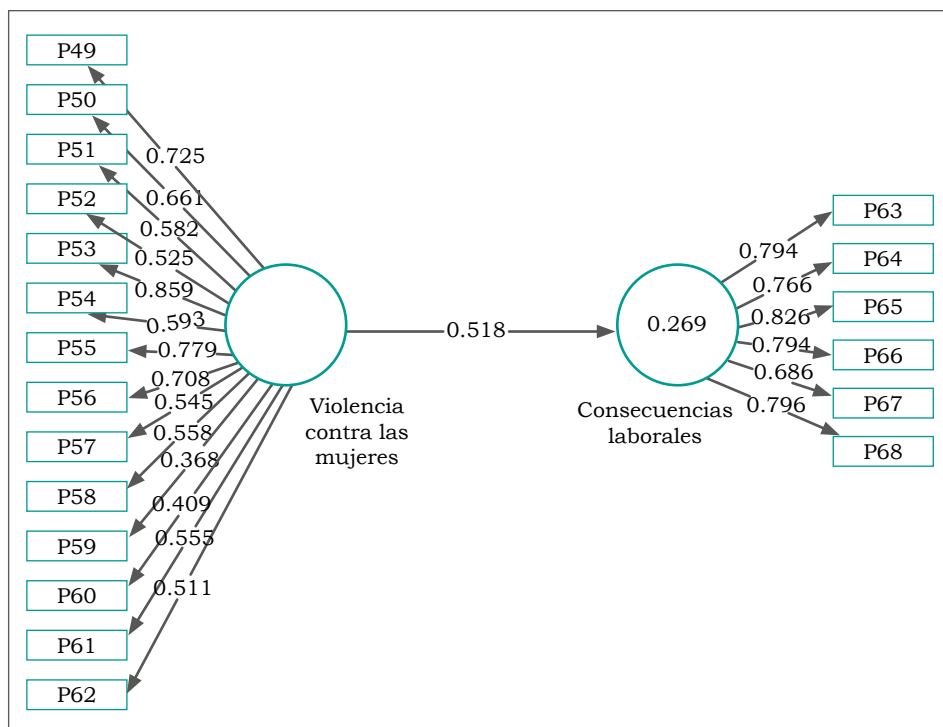 P49
P50
P51
P52
P53
P54
P55
P56
P57
P58
P59
P60
P61
P62
0.725
0.661
0.582
0.525
0.859
0.593
0.779
0.708
0.545
0.558
0.368
0.409
0.555
0.511
Violencia
contra las
mujeres
0.518
0.269
Consecuencias
laborales
0.794
0.766
0.826
0.794
0.686
0.796
P63
P64
P65
P66
P67
P68